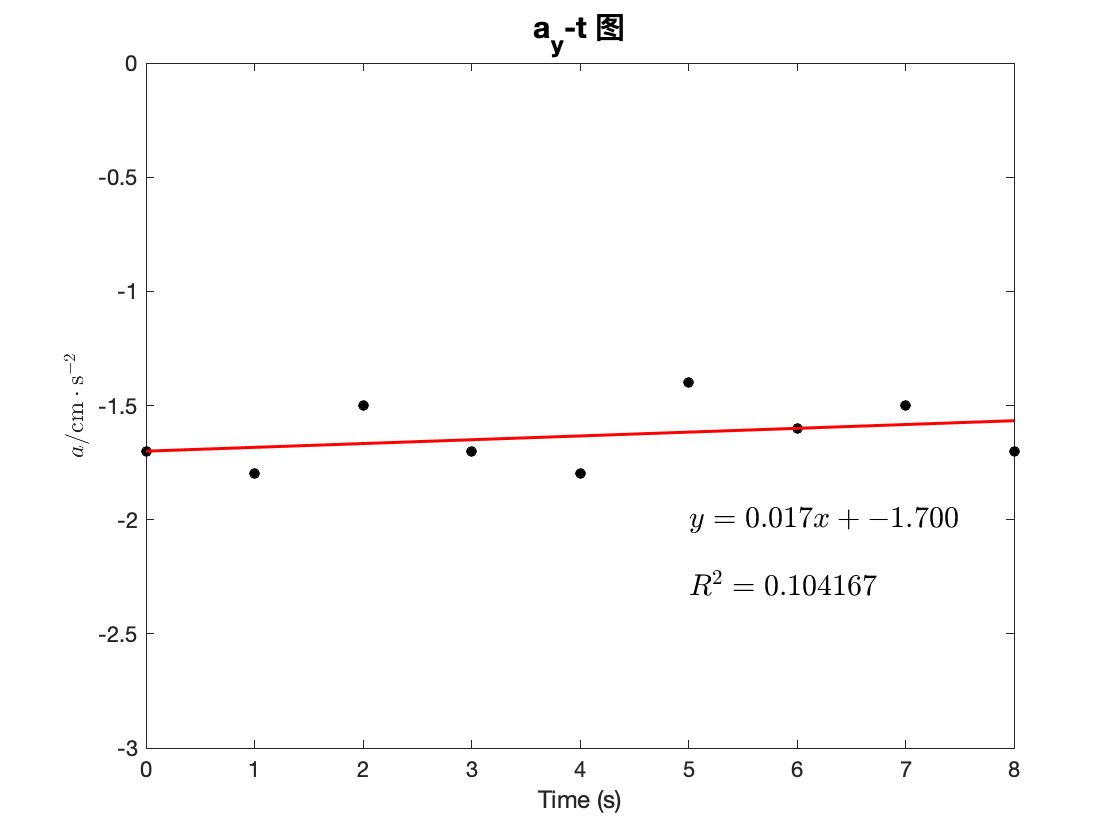 a_y-t 图
0
-0.5
-1
-1.5
-2
-2.5
-3
a/cm · s⁻²
y = 0.017x + −1.700
R² = 0.104167
0 1 2 3 4 5 6 7 8
Time (s)